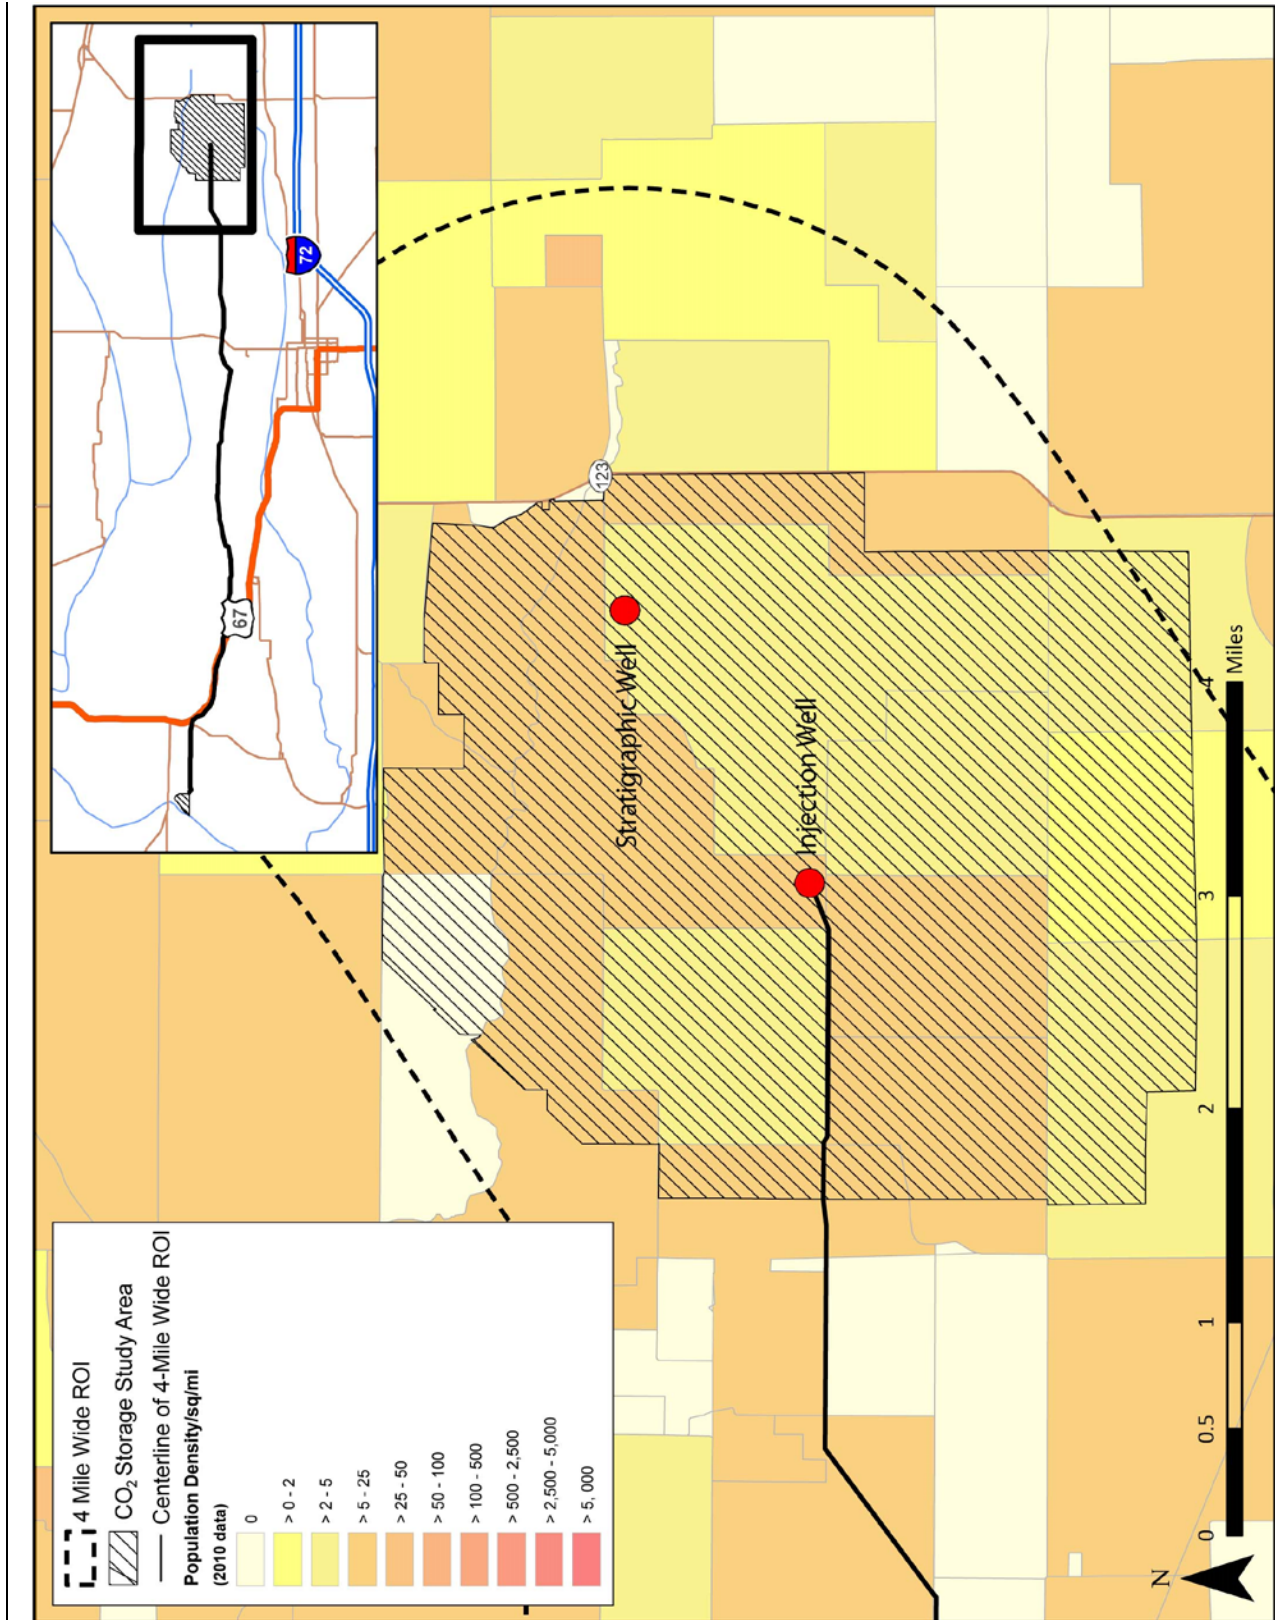 72
67
4 Mile Wide ROI
CO₂ Storage Study Area
Centerline of 4-Mile Wide ROI
Population Density/sq/mi
(2010 data)
0
> 0 - 2
> 2 - 5
> 5 - 25
> 25 - 50
> 50 - 100
> 100 - 500
> 500 - 2,500
> 2,500 - 5,000
> 5, 000
123
Stratigraphic Well
Injection Well
N
0 0.5 1 2 3 4
Miles